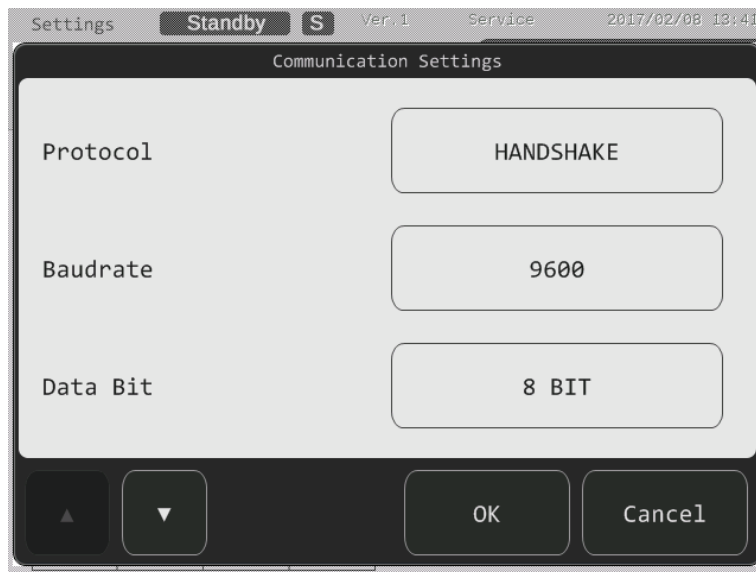 Settings Standby S Ver.1 Service 2017/02/08 13:41
Communication Settings
Protocol HANDSHAKE
Baudrate 9600
Data Bit 8 BIT
▲ ▼ OK Cancel